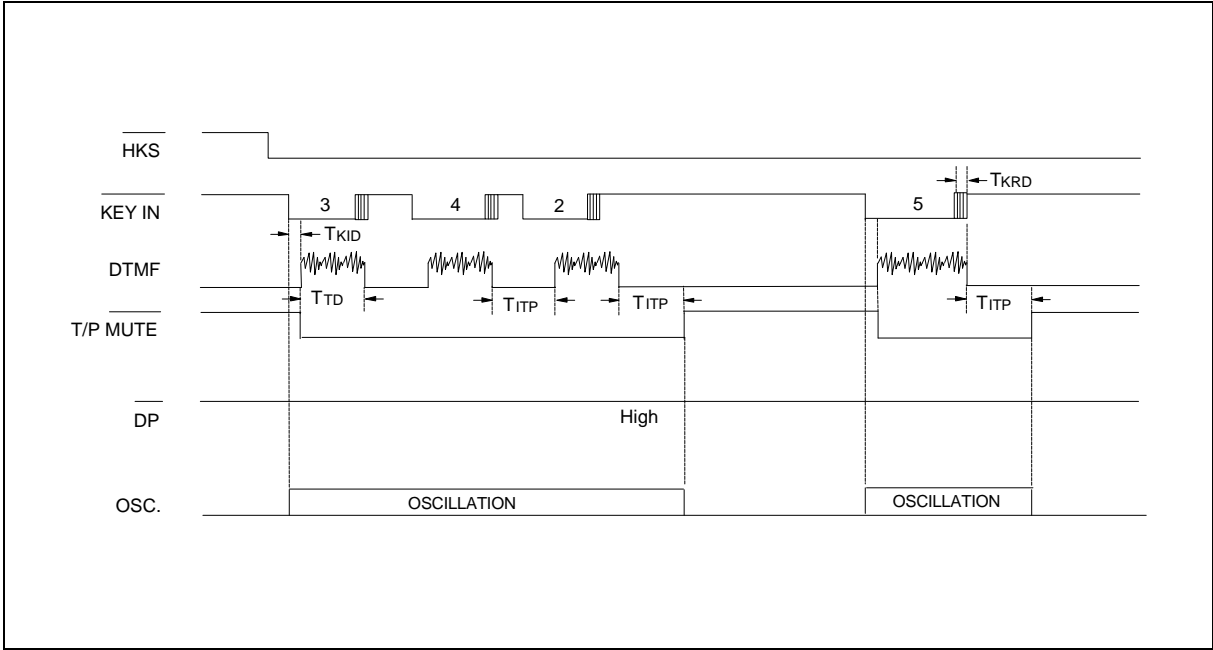 HKS
TKRD
KEY IN 3 4 2 5
TKID
DTMF
TTD TITP TITP TITP
T/P MUTE
DP High
OSC. OSCILLATION OSCILLATION